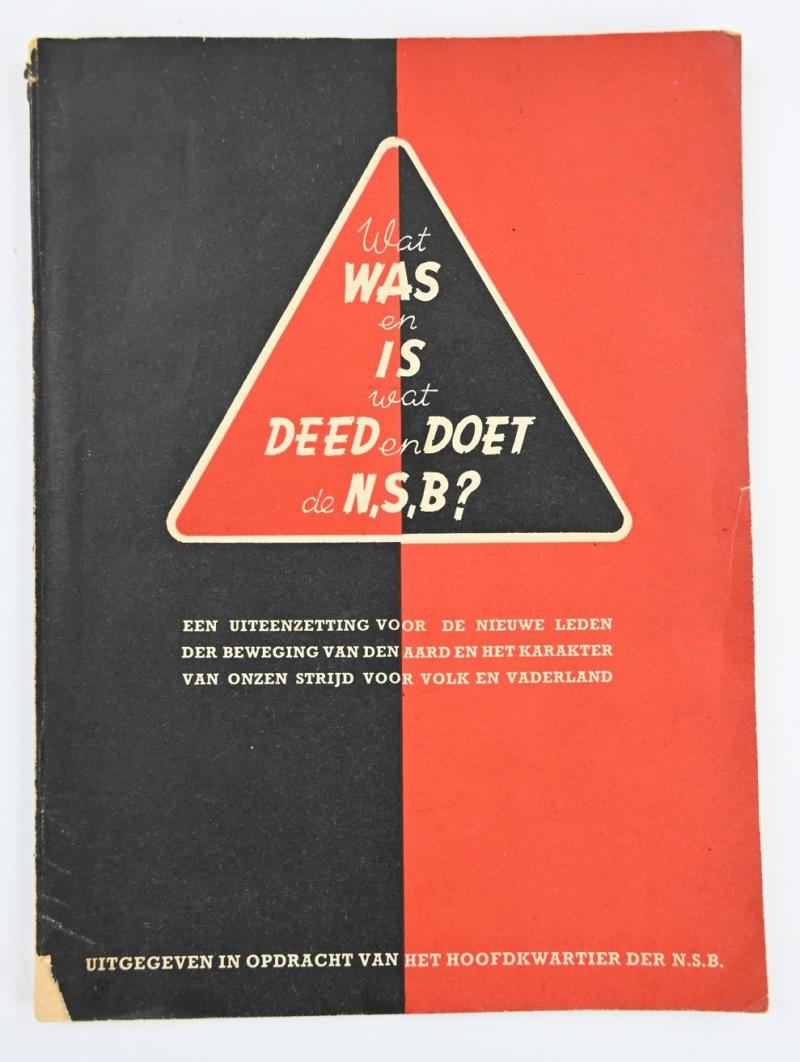 Wat
WAS
en
IS
wat
DEED en DOET
de N.S.B?
EEN UITEENZETTING VOOR DE NIEUWE LEDEN
DER BEWEGING VAN DEN AARD EN HET KARAKTER
VAN ONZEN STRIJD VOOR VOLK EN VADERLAND
UITGEGEVEN IN OPDRACHT VAN HET HOOFDKWARTIER DER N.S.B.